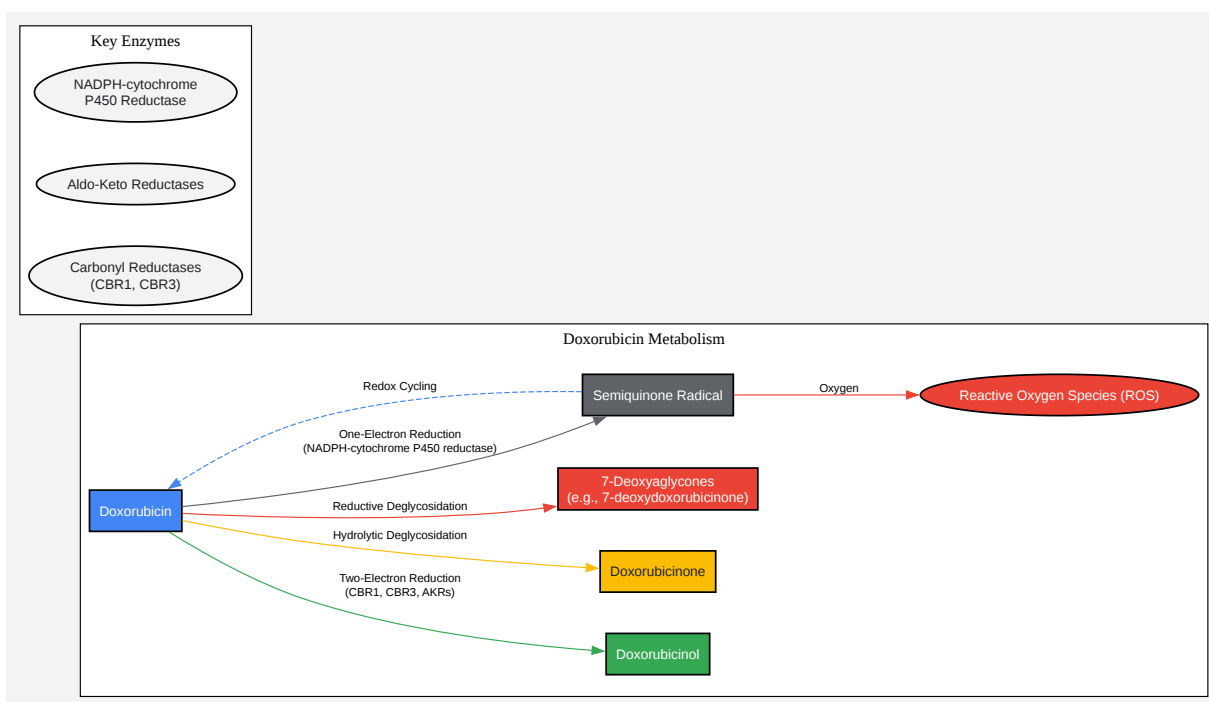 Key Enzymes
NADPH-cytochrome
P450 Reductase
Aldo-Keto Reductases
Carbonyl Reductases
(CBR1, CBR3)
Doxorubicin Metabolism
Redox Cycling
Semiquinone Radical
Oxygen
Reactive Oxygen Species (ROS)
One-Electron Reduction
(NADPH-cytochrome P450 reductase)
7-Deoxyaglycones
(e.g., 7-deoxydoxorubicinone)
Doxorubicin
Reductive Deglycosidation
Hydrolytic Deglycosidation
Doxorubicinone
Two-Electron Reduction
(CBR1, CBR3, AKRs)
Doxorubicinol